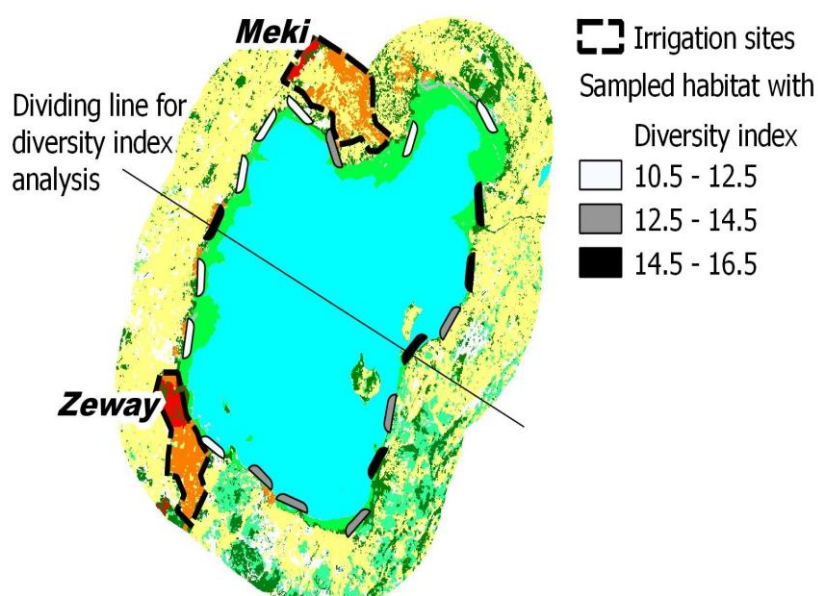 Meki
Dividing line for
diversity index
analysis
Zeway
Irrigation sites
Sampled habitat with
Diversity index
10.5 - 12.5
12.5 - 14.5
14.5 - 16.5